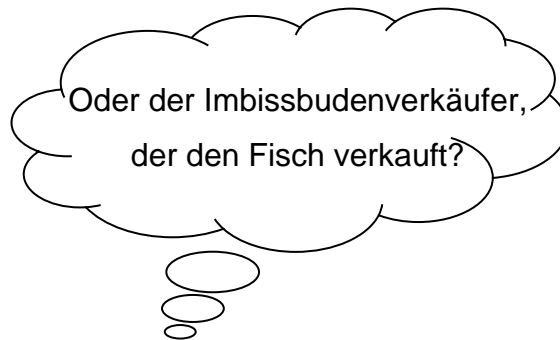 Oder der Imbissbudenverkäufer,
der den Fisch verkauft?